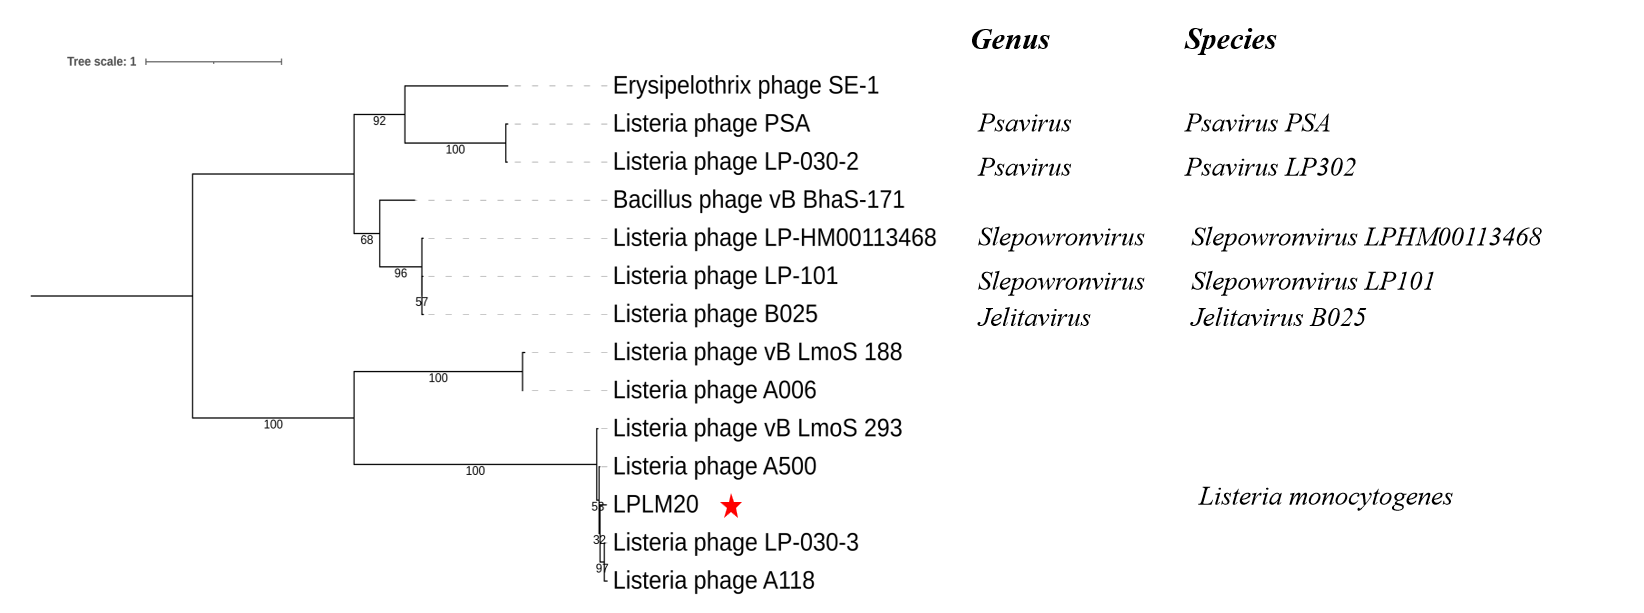 Genus Species
Tree scale: 1
Erysipelothrix phage SE-1
92
Listeria phage PSA Psavirus Psavirus PSA
100
Listeria phage LP-030-2 Psavirus Psavirus LP302
Bacillus phage vB BhaS-171
68
Listeria phage LP-HM00113468 Slepowronvirus Slepowronvirus LPHM00113468
96
Listeria phage LP-101 Slepowronvirus Slepowronvirus LP101
57
Listeria phage B025 Jelitavirus Jelitavirus B025
Listeria phage vB LmoS 188
100
Listeria phage A006
100
Listeria phage vB LmoS 293
Listeria phage A500
100
LPLM20 Listeria monocytogenes
Listeria phage LP-030-3
32
97
Listeria phage A118